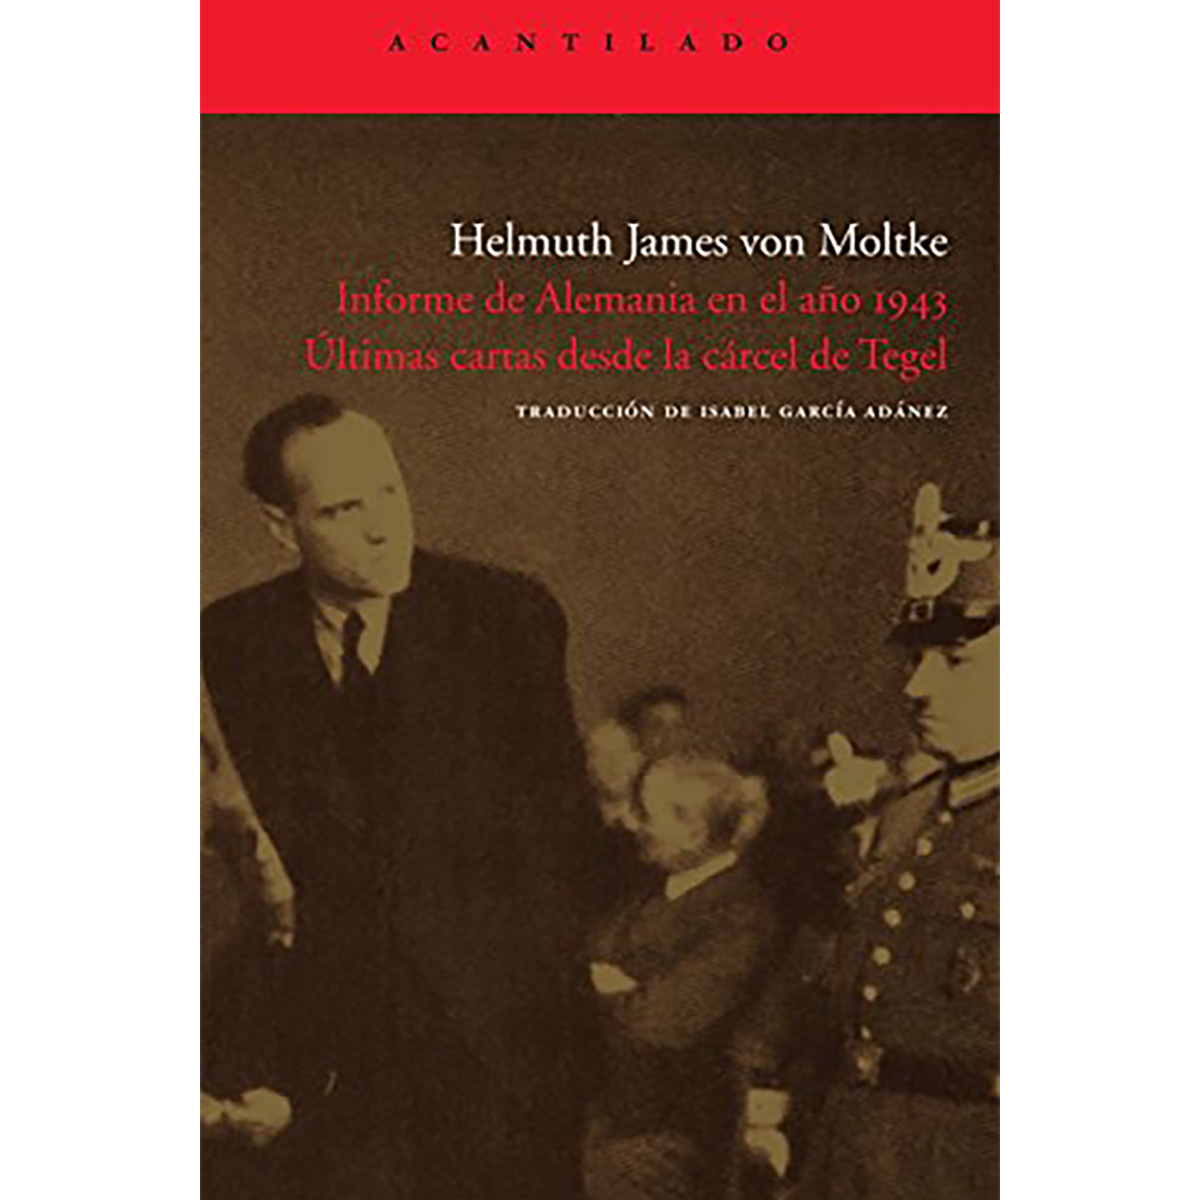 ACANTILADO
Helmuth James von Moltke
Informe de Alemania en el año 1943
Últimas cartas desde la cárcel de Tegel
TRADUCCIÓN DE ISABEL GARCÍA ADÁNEZ